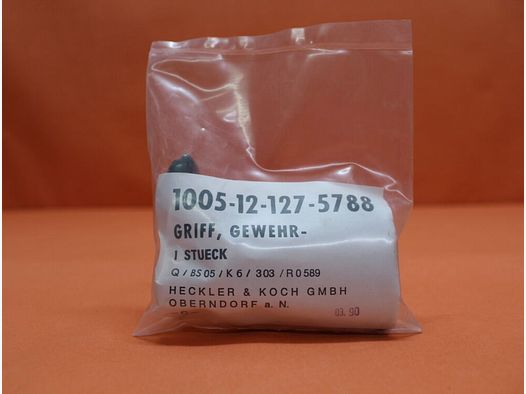 1005-12-127-5788
GRIFF, GEWEHR-
1 STUECK
Q / BS 05 / K 6 / 303 / R 0589
HECKLER & KOCH GMBH
OBERNDORF a. N.
03. 90